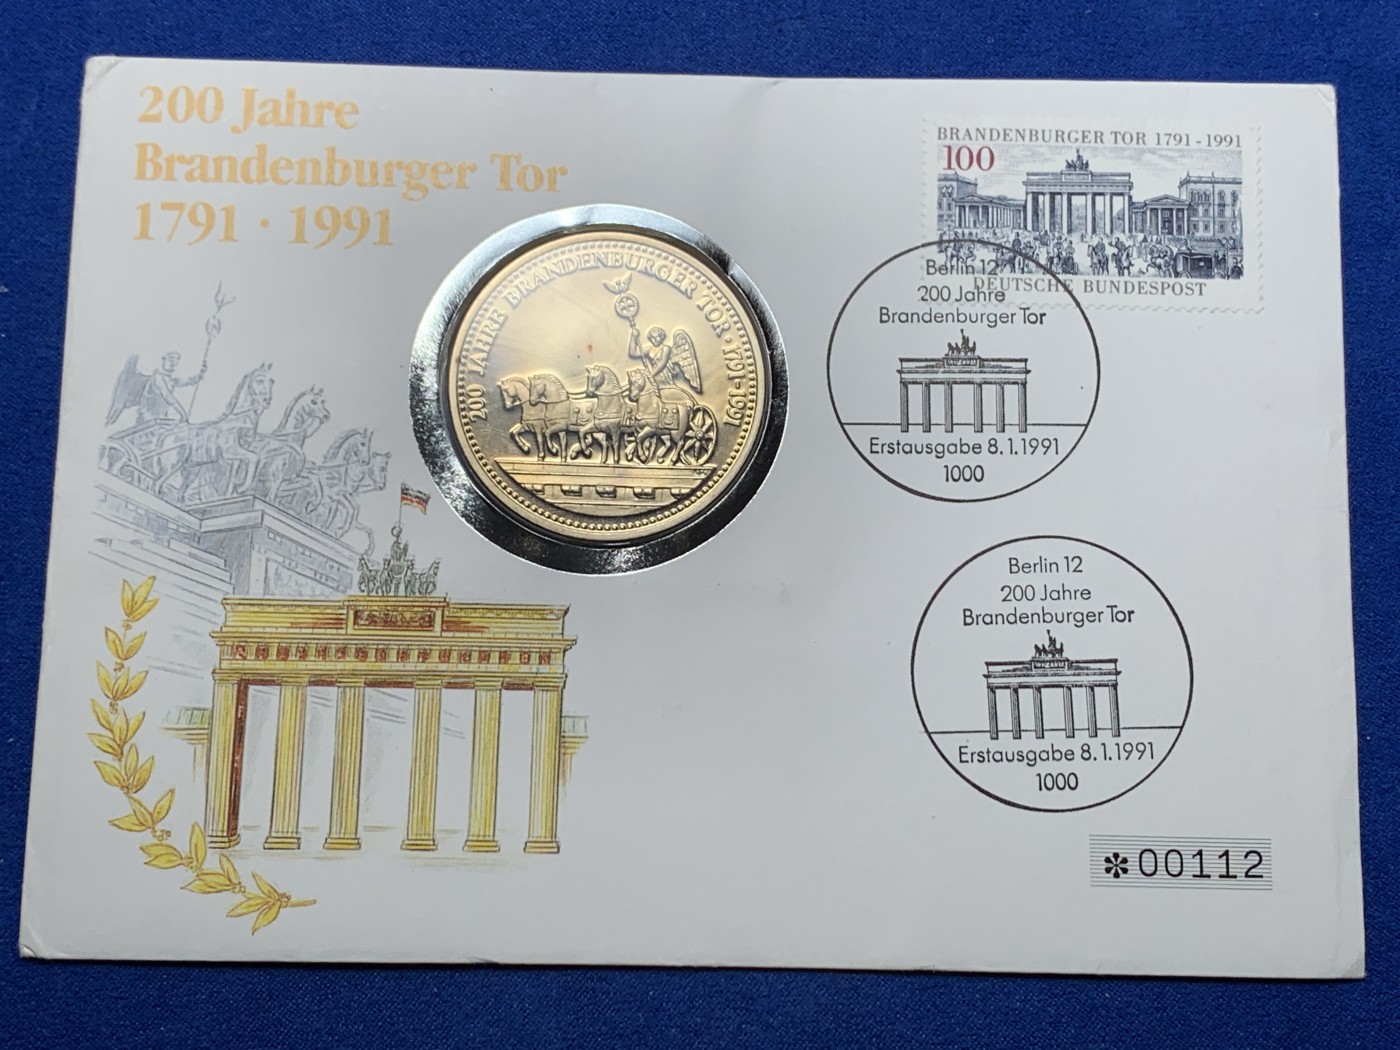 200 Jahre
Brandenburger Tor
1791 · 1991
200 JAHRE BRANDENBURGER TOR · 1791-1991
BRANDENBURGER TOR 1791 - 1991
100
DEUTSCHE BUNDESPOST
Berlin 12
200 Jahre
Brandenburger Tor
Erstausgabe 8.1.1991
1000
Berlin 12
200 Jahre
Brandenburger Tor
Erstausgabe 8.1.1991
1000
*00112